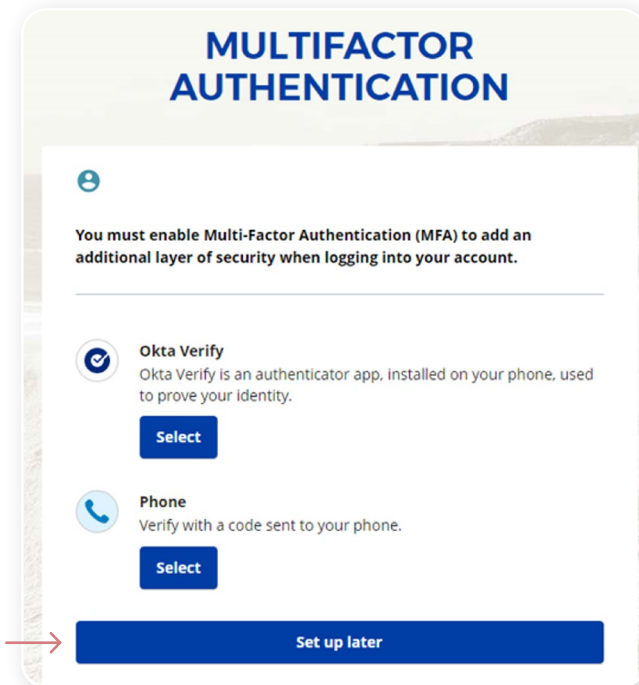 MULTIFACTOR
AUTHENTICATION
You must enable Multi-Factor Authentication (MFA) to add an
additional layer of security when logging into your account.
Okta Verify
Okta Verify is an authenticator app, installed on your phone, used
to prove your identity.
Select
Phone
Verify with a code sent to your phone.
Select
Set up later